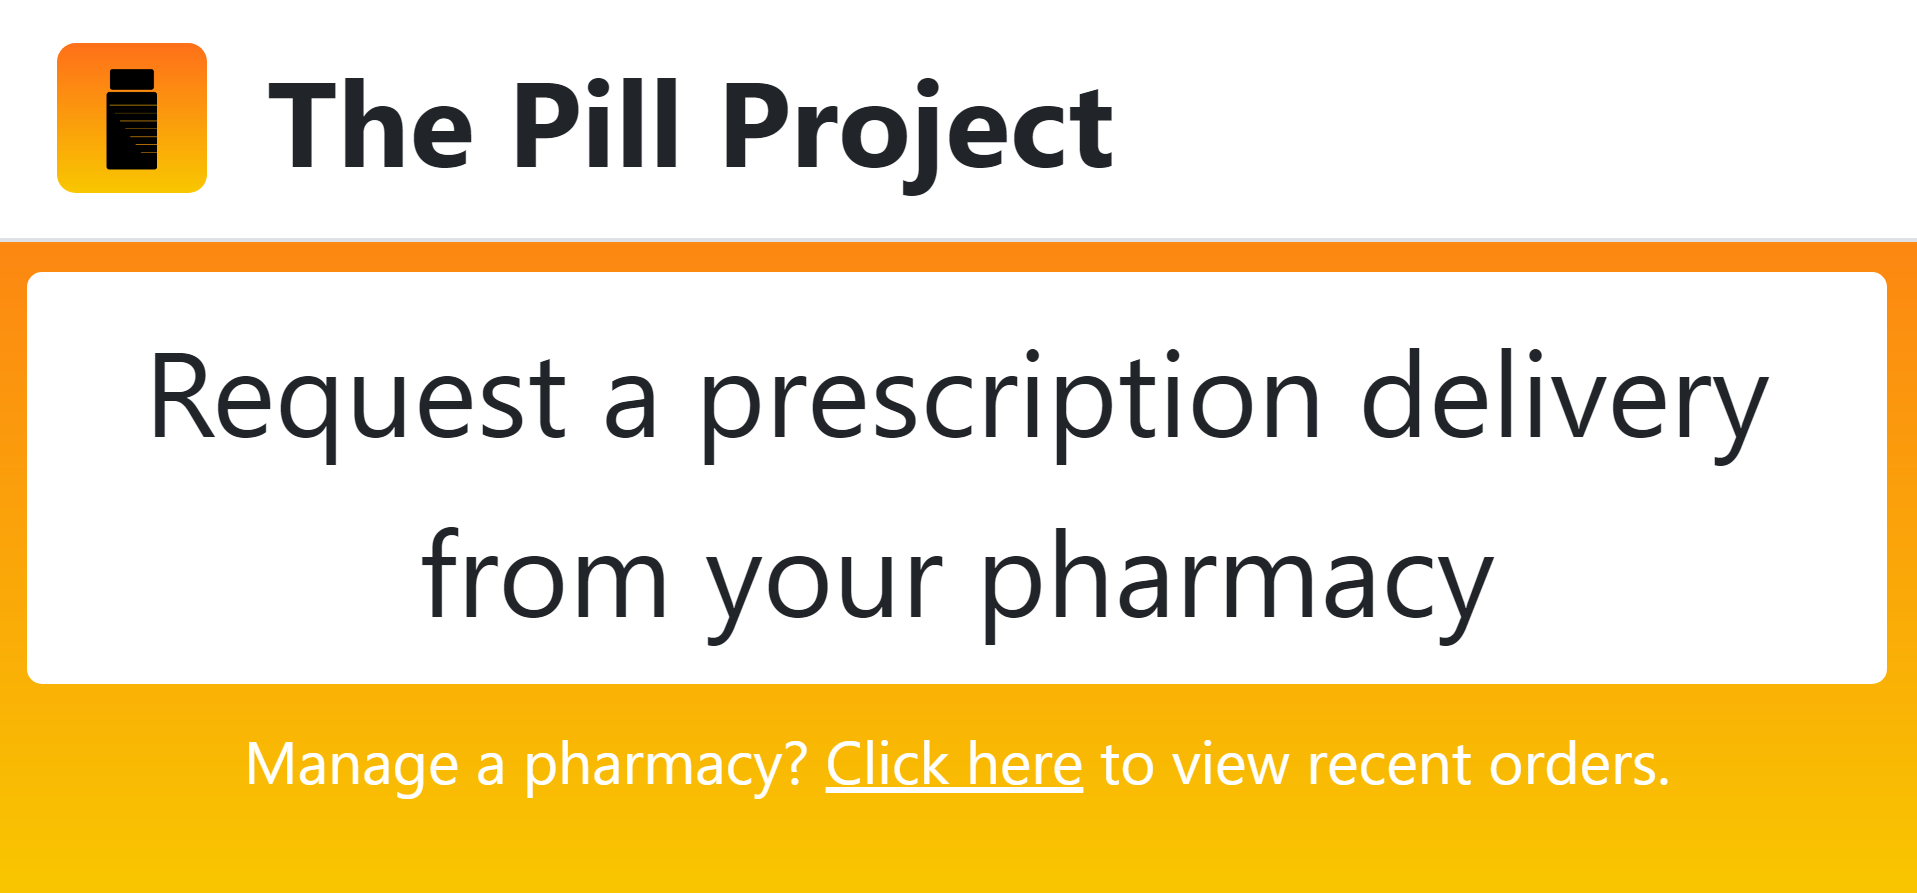 The Pill Project
Request a prescription delivery
from your pharmacy
Manage a pharmacy? Click here to view recent orders.